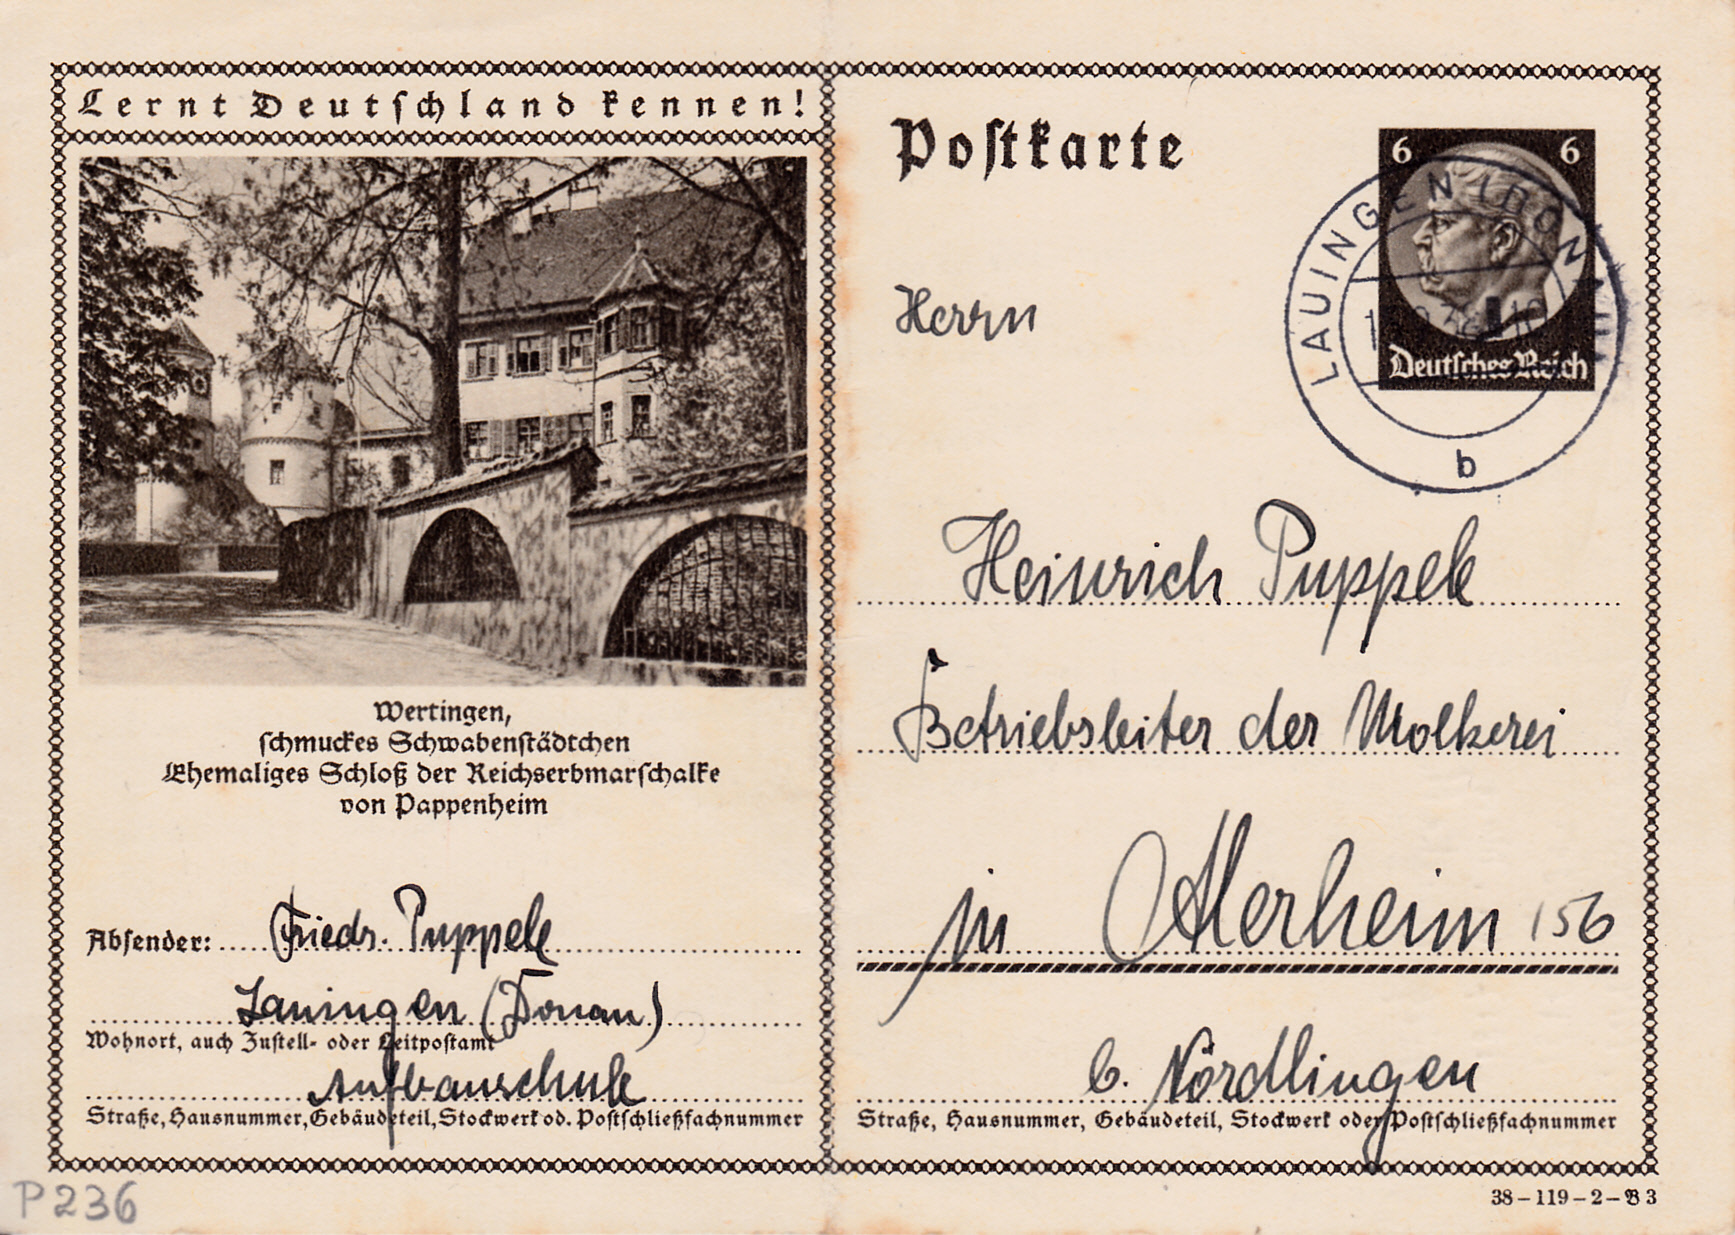 Lernt Deutschland kennen!
Wertingen,
schmuckes Schwabenstädtchen
Ehemaliges Schloß der Reichserbmarschalke
von Pappenheim
Absender: Friedr. Puppele
Lauingen (Donau)
Wohnort, auch Zustell- oder Leitpostamt
Aufbauschule
Straße, Hausnummer, Gebäudeteil, Stockwerk od. Postschließfachnummer
P236
Postkarte
6 6
Deutsches Reich
LAUINGEN (DONAU)
b
Herrn
Heinrich Puppele
Betriebsleiter der Molkerei
in Alerheim 156
b. Nördlingen
Straße, Hausnummer, Gebäudeteil, Stockwerk oder Postschließfachnummer
38-119-2-B3